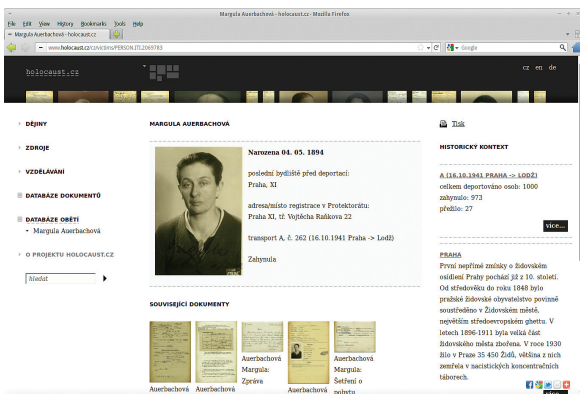 Margula Auerbachová - holocaust.cz - Mozilla Firefox
File Edit View History Bookmarks Tools Help
Margula Auerbachová - holocaust.cz
www.holocaust.cz/cz/victims/PERSON.ITI.2069783
Google
holocaust.cz
cz en de
DĚJINY
ZDROJE
VZDĚLÁVÁNÍ
DATABÁZE DOKUMENTŮ
DATABÁZE OBĚTÍ
Margula Auerbachová
O PROJEKTU HOLOCAUST.CZ
hledat
MARGULA AUERBACHOVÁ
Narozena 04. 05. 1894
poslední bydliště před deportací:
Praha, XI
adresa/místo registrace v Protektorátu:
Praha XI, tř. Vojtěcha Raňkova 22
transport A, č. 262 (16.10.1941 Praha -> Lodž)
Zahynula
SOUVISEJÍCÍ DOKUMENTY
Auerbachová
Auerbachová
Auerbachová
Margula:
Zpráva
Auerbachová
Auerbachová
Margula:
Šetření o
pobytu
Tisk
HISTORICKÝ KONTEXT
A (16.10.1941 PRAHA -> LODŽ)
celkem deportováno osob: 1000
zahynulo: 973
přežilo: 27
více...
PRAHA
První nepřímé zmínky o židovském
osídlení Prahy pochází již z 10. století.
Od středověku do roku 1848 bylo
pražské židovské obyvatelstvo povinně
soustředěno v Židovském městě,
největším středoevropském ghettu. V
letech 1896-1911 byla velká část
židovského města zbořena. V roce 1930
žilo v Praze 35 450 Židů, většina z nich
zemřela v nacistických koncentračních
táborech.